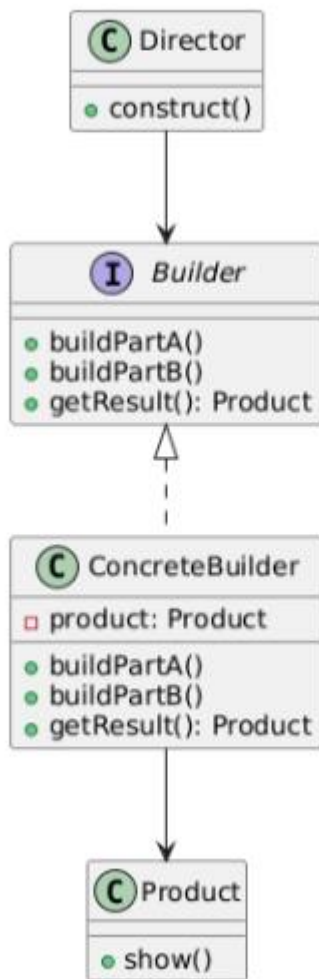 C Director
+ construct()
I Builder
buildPartA()
buildPartB()
getResult(): Product
C ConcreteBuilder
product: Product
buildPartA()
buildPartB()
getResult(): Product
C Product
show()